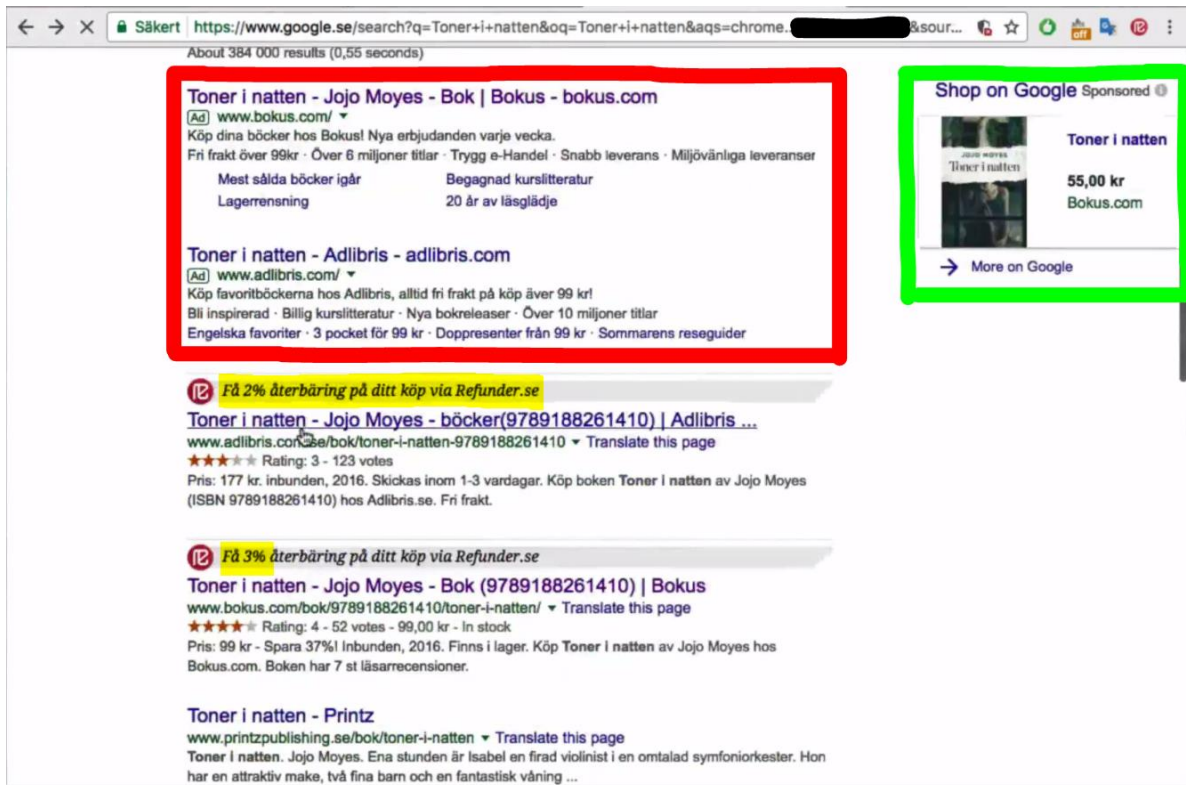 Säkert https://www.google.se/search?q=Toner+i+natten&oq=Toner+i+natten&aqs=chrome.. &sour... off
About 384 000 results (0,55 seconds)
Toner i natten - Jojo Moyes - Bok | Bokus - bokus.com
Ad www.bokus.com/
Köp dina böcker hos Bokus! Nya erbjudanden varje vecka.
Fri frakt över 99kr · Över 6 miljoner titlar · Trygg e-Handel · Snabb leverans · Miljövänliga leveranser
Mest sålda böcker igår Begagnad kurslitteratur
Lagerrensning 20 år av läsglädje
Toner i natten - Adlibris - adlibris.com
Ad www.adlibris.com/
Köp favoritböckerna hos Adlibris, alltid fri frakt på köp äver 99 kr!
Bli inspirerad · Billig kurslitteratur · Nya bokreleaser · Över 10 miljoner titlar
Engelska favoriter · 3 pocket för 99 kr · Doppresenter från 99 kr · Sommarens reseguider
Få 2% återbäring på ditt köp via Refunder.se
Toner i natten - Jojo Moyes - böcker(9789188261410) | Adlibris ...
www.adlibris.com/se/bok/toner-i-natten-9789188261410 Translate this page
Rating: 3 - 123 votes
Pris: 177 kr. inbunden, 2016. Skickas inom 1-3 vardagar. Köp boken Toner i natten av Jojo Moyes
(ISBN 9789188261410) hos Adlibris.se. Fri frakt.
Få 3% återbäring på ditt köp via Refunder.se
Toner i natten - Jojo Moyes - Bok (9789188261410) | Bokus
www.bokus.com/bok/9789188261410/toner-i-natten/ Translate this page
Rating: 4 - 52 votes - 99,00 kr - In stock
Pris: 99 kr - Spara 37%! Inbunden, 2016. Finns i lager. Köp Toner i natten av Jojo Moyes hos
Bokus.com. Boken har 7 st läsarrecensioner.
Toner i natten - Printz
www.printzpublishing.se/bok/toner-i-natten Translate this page
Toner i natten. Jojo Moyes. Ena stunden är Isabel en firad violinist i en omtalad symfoniorkester. Hon
har en attraktiv make, två fina barn och en fantastisk våning ...
Shop on Google Sponsored
JOJO MOYES
Toner i natten
Toner i natten
55,00 kr
Bokus.com
More on Google